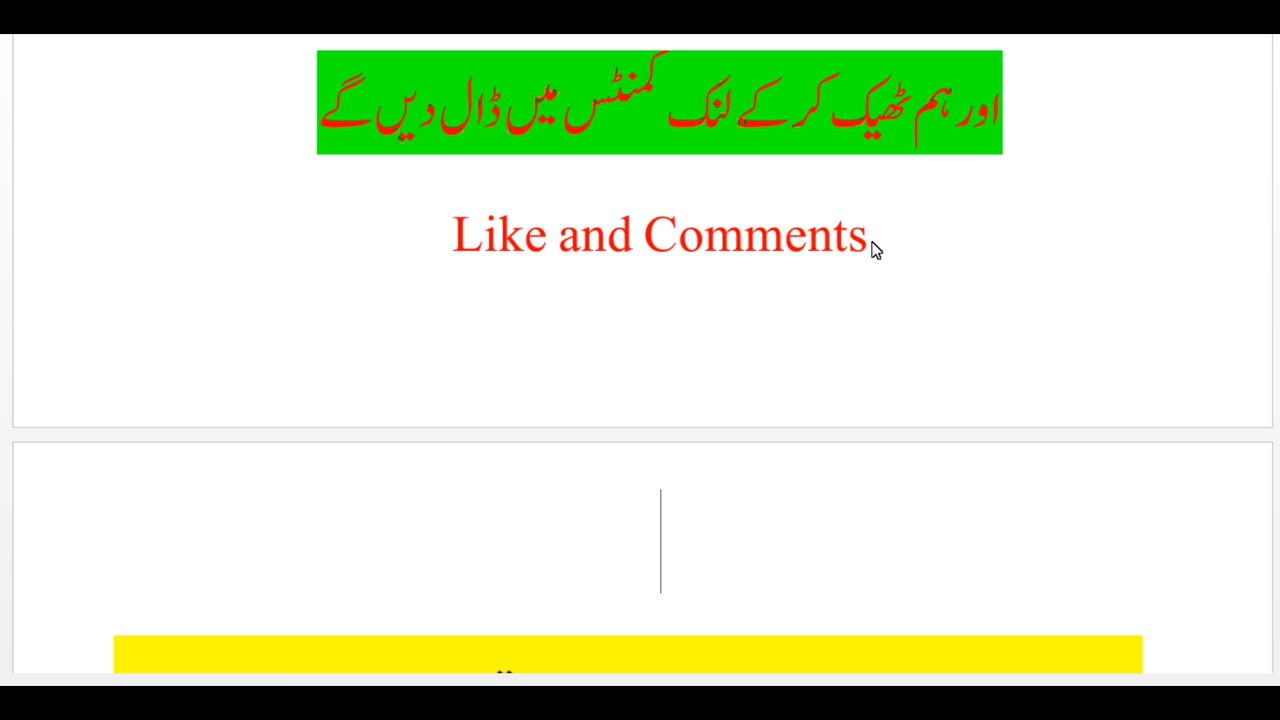 اور ہم ٹھیک کر کے لنک کمنٹس میں ڈال دیں گے
Like and Comments